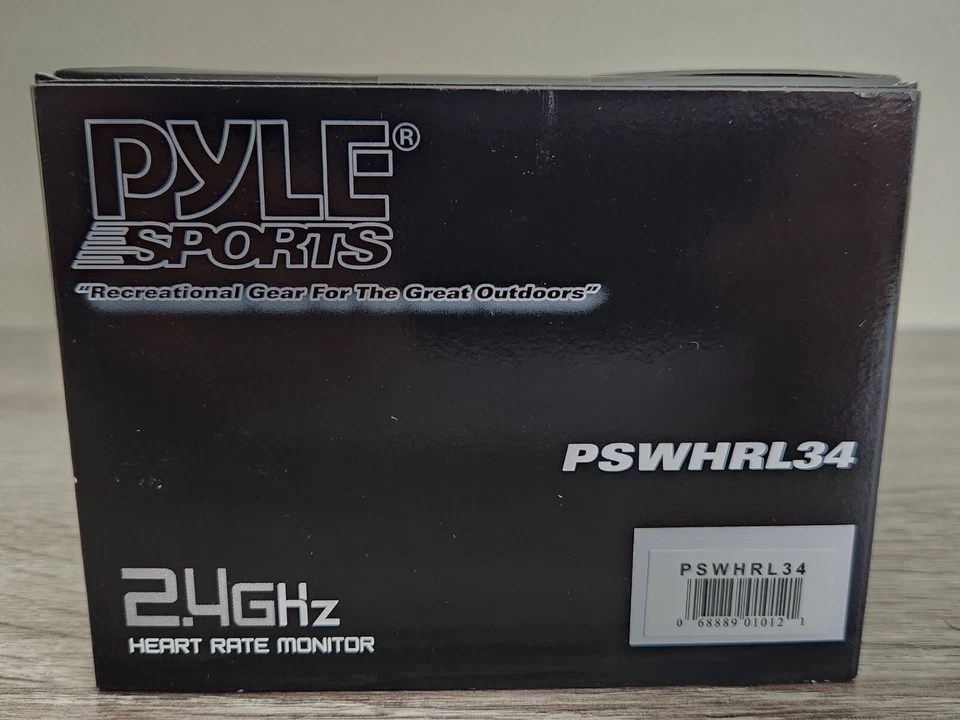 PYLE®
SPORTS
"Recreational Gear For The Great Outdoors"
PSWHRL34
PSWHRL34
0 68889 01012 1
2.4GHz
HEART RATE MONITOR